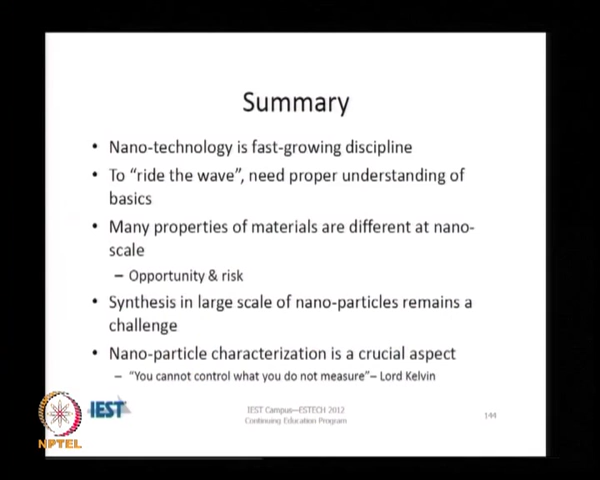 Summary
• Nano-technology is fast-growing discipline
• To “ride the wave”, need proper understanding of
basics
• Many properties of materials are different at nano-
scale
– Opportunity & risk
• Synthesis in large scale of nano-particles remains a
challenge
• Nano-particle characterization is a crucial aspect
– “You cannot control what you do not measure”– Lord Kelvin
IEST
IEST Campus—ESTECH 2012
Continuing Education Program
144
NPTEL